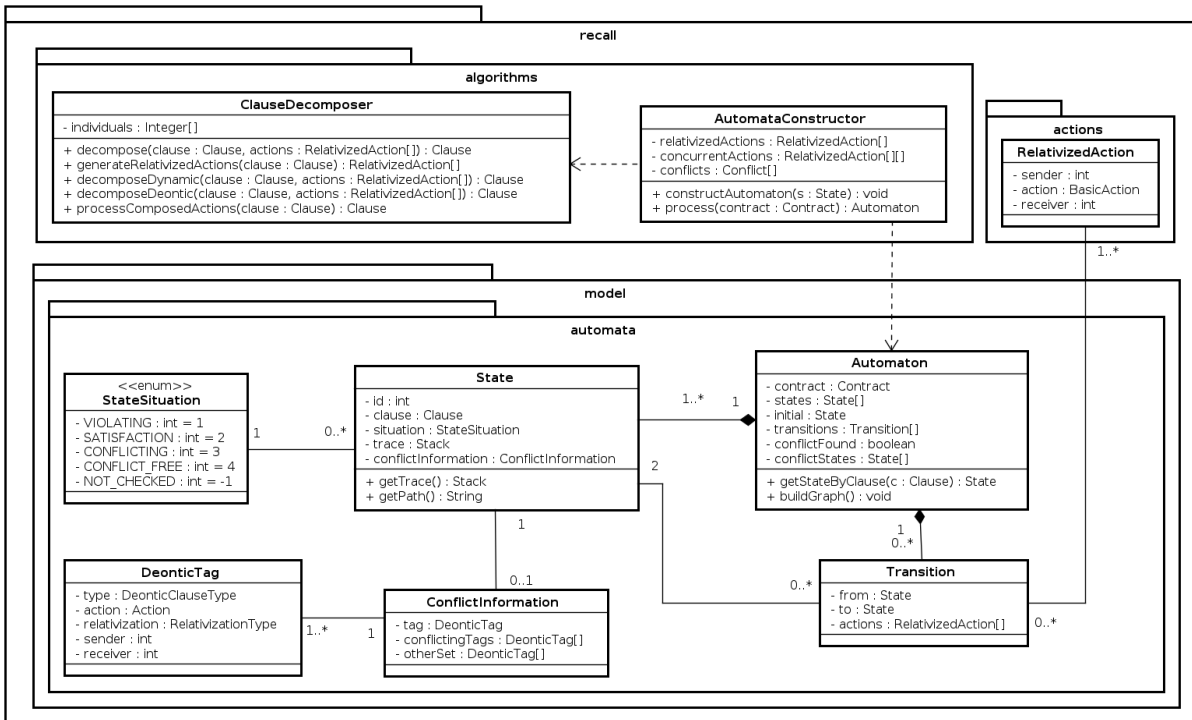 recall
algorithms
ClauseDecomposer
- individuals : Integer[]
+ decompose(clause : Clause, actions : RelativizedAction[]) : Clause
+ generateRelativizedActions(clause : Clause) : RelativizedAction[]
+ decomposeDynamic(clause : Clause, actions : RelativizedAction[]) : Clause
+ decomposeDeontic(clause : Clause, actions : RelativizedAction[]) : Clause
+ processComposedActions(clause : Clause) : Clause
AutomataConstructor
- relativizedActions : RelativizedAction[]
- concurrentActions : RelativizedAction[][]
- conflicts : Conflict[]
+ constructAutomaton(s : State) : void
+ process(contract : Contract) : Automaton
actions
RelativizedAction
- sender : int
- action : BasicAction
- receiver : int
1..*
model
automata
<<enum>>
StateSituation
- VIOLATING : int = 1
- SATISFACTION : int = 2
- CONFLICTING : int = 3
- CONFLICT_FREE : int = 4
- NOT_CHECKED : int = -1
1
0..*
State
- id : int
- clause : Clause
- situation : StateSituation
- trace : Stack
- conflictInformation : ConflictInformation
+ getTrace() : Stack
+ getPath() : String
1..*
1
2
Automaton
- contract : Contract
- states : State[]
- initial : State
- transitions : Transition[]
- conflictFound : boolean
- conflictStates : State[]
+ getStateByClause(c : Clause) : State
+ buildGraph() : void
1
0..*
1
0..1
DeonticTag
- type : DeonticClauseType
- action : Action
- relativization : RelativizationType
- sender : int
- receiver : int
1..*
1
ConflictInformation
- tag : DeonticTag
- conflictingTags : DeonticTag[]
- otherSet : DeonticTag[]
0..*
Transition
- from : State
- to : State
- actions : RelativizedAction[]
0..*